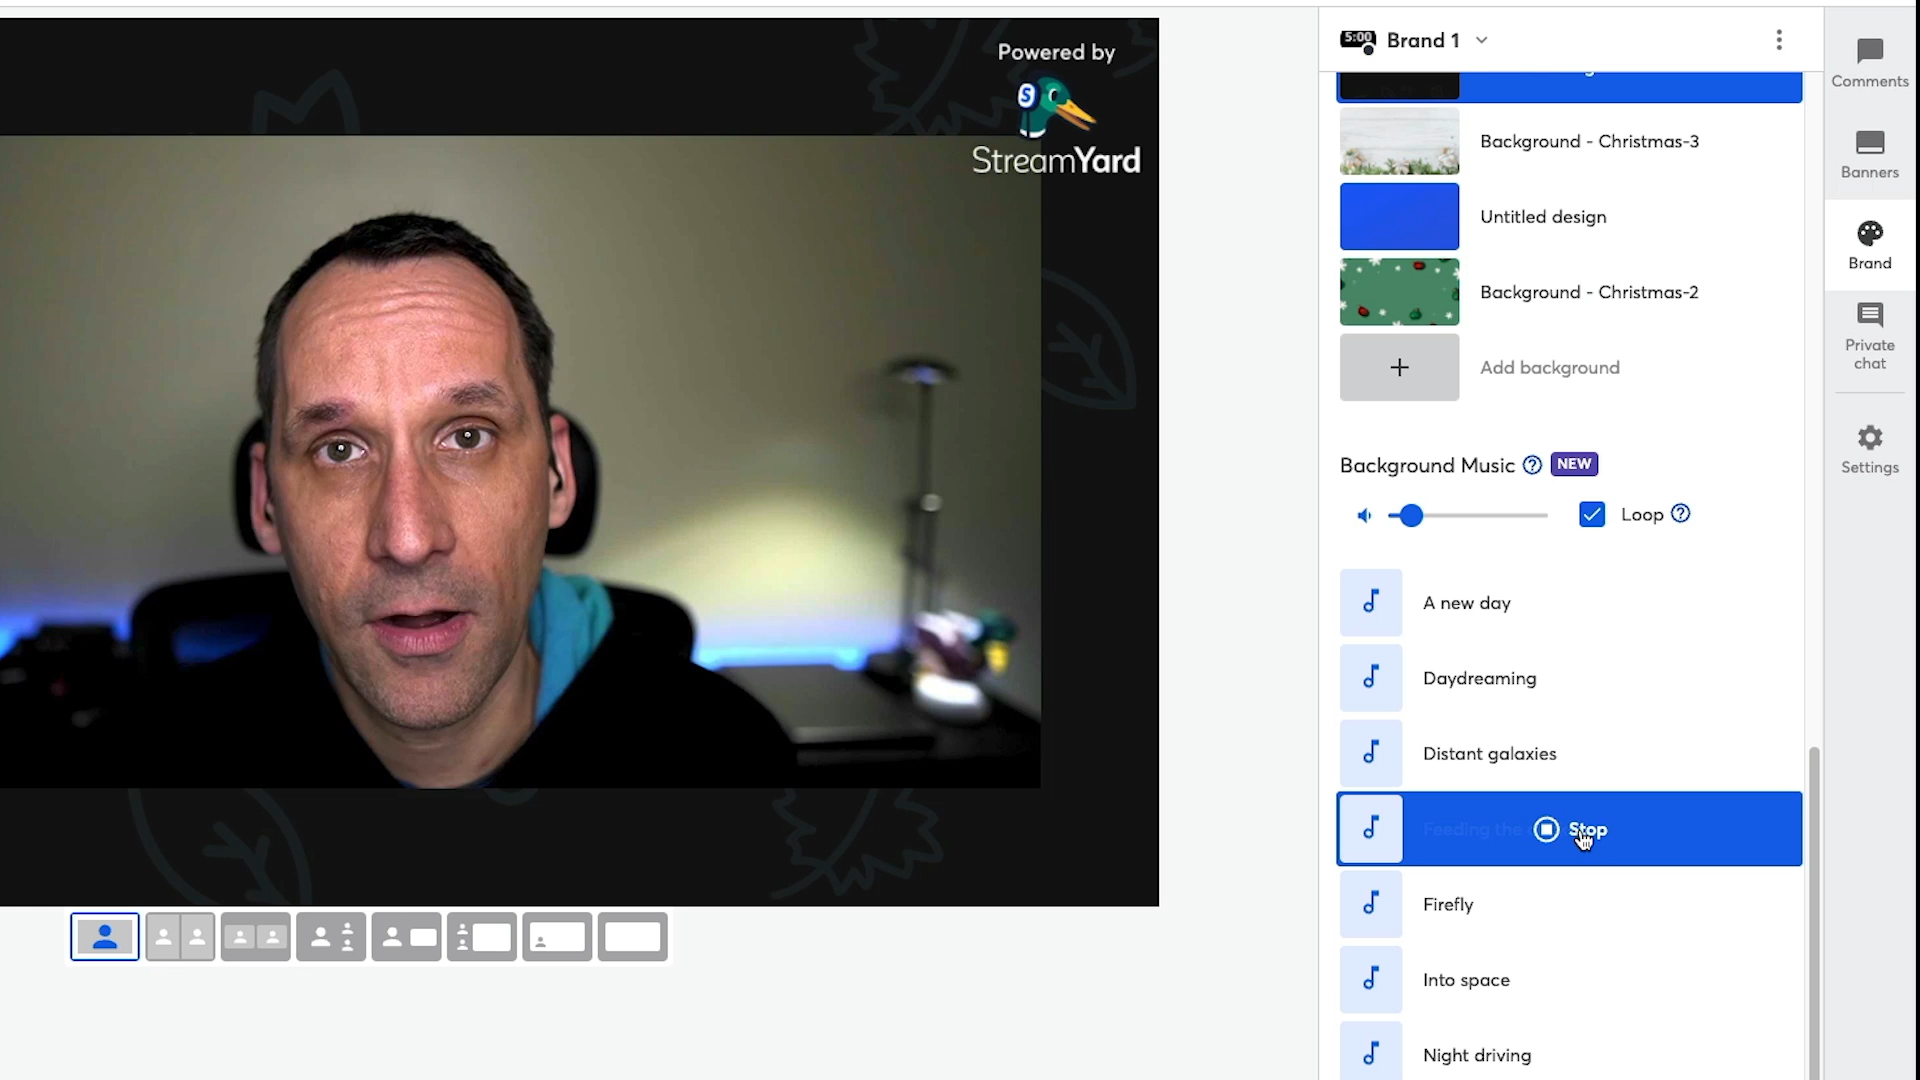 Powered by
S
StreamYard
5:00
Brand 1
Background - Christmas-3
Untitled design
Background - Christmas-2
+
Add background
Background Music ? NEW
Loop ?
A new day
Daydreaming
Distant galaxies
Feeding the
Stop
Firefly
Into space
Night driving
Comments
Banners
Brand
Private
chat
Settings